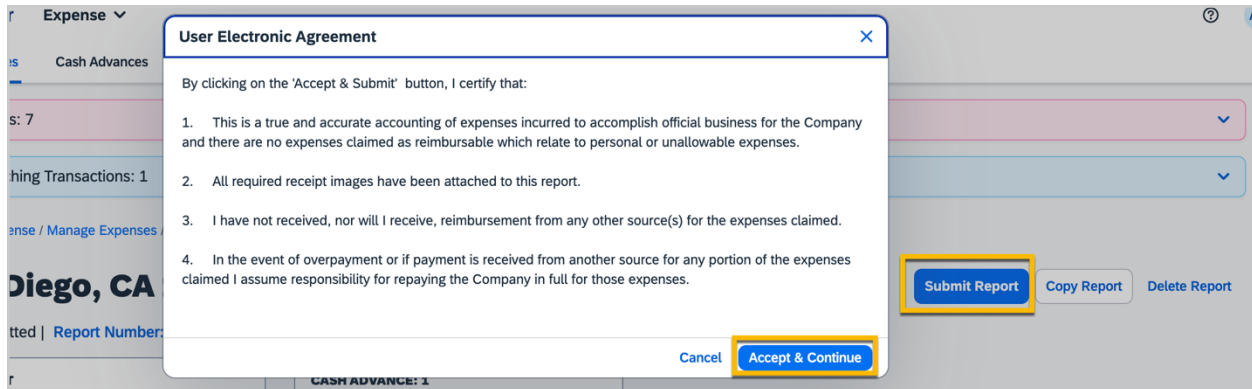 Expense
Cash Advances
User Electronic Agreement
By clicking on the 'Accept & Submit' button, I certify that:
1. This is a true and accurate accounting of expenses incurred to accomplish official business for the Company
and there are no expenses claimed as reimbursable which relate to personal or unallowable expenses.
2. All required receipt images have been attached to this report.
3. I have not received, nor will I receive, reimbursement from any other source(s) for the expenses claimed.
4. In the event of overpayment or if payment is received from another source for any portion of the expenses
claimed I assume responsibility for repaying the Company in full for those expenses.
Cancel
Accept & Continue
s: 7
hing Transactions: 1
ense / Manage Expenses /
Diego, CA
Submit Report
Copy Report
Delete Report
tted | Report Number:
CASH ADVANCE: 1